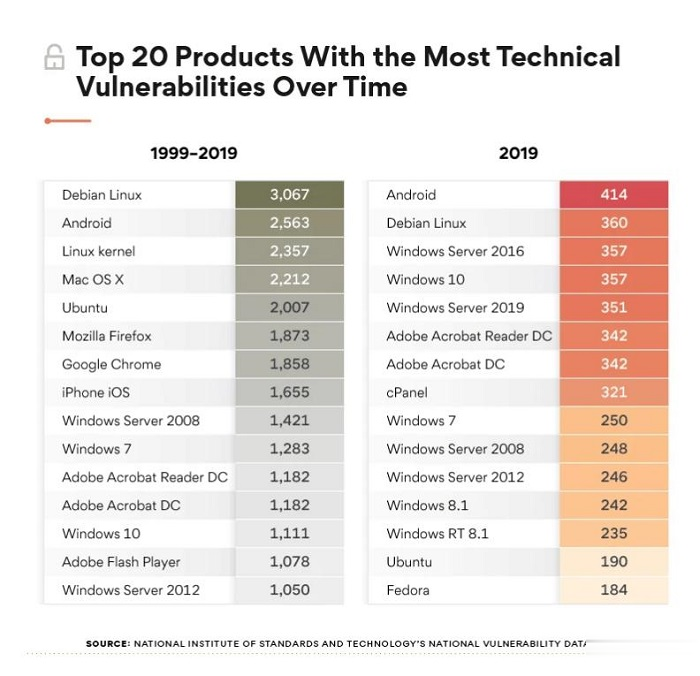 Top 20 Products With the Most Technical
Vulnerabilities Over Time
1999–2019
Debian Linux 3,067
Android 2,563
Linux kernel 2,357
Mac OS X 2,212
Ubuntu 2,007
Mozilla Firefox 1,873
Google Chrome 1,858
iPhone iOS 1,655
Windows Server 2008 1,421
Windows 7 1,283
Adobe Acrobat Reader DC 1,182
Adobe Acrobat DC 1,182
Windows 10 1,111
Adobe Flash Player 1,078
Windows Server 2012 1,050
2019
Android 414
Debian Linux 360
Windows Server 2016 357
Windows 10 357
Windows Server 2019 351
Adobe Acrobat Reader DC 342
Adobe Acrobat DC 342
cPanel 321
Windows 7 250
Windows Server 2008 248
Windows Server 2012 246
Windows 8.1 242
Windows RT 8.1 235
Ubuntu 190
Fedora 184
SOURCE: NATIONAL INSTITUTE OF STANDARDS AND TECHNOLOGY'S NATIONAL VULNERABILITY